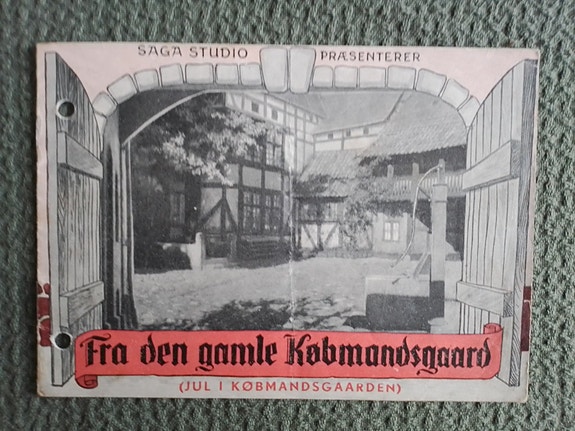 SAGA STUDIO PRÆSENTERER
Fra den gamle Købmandsgaard
(JUL I KØBMANDSGAARDEN)